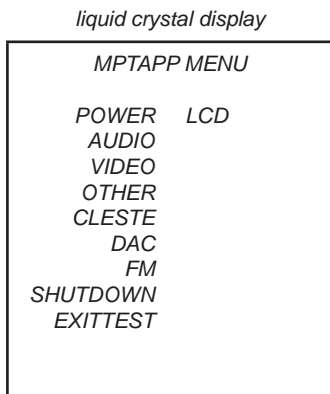 liquid crystal display
MPTAPP MENU
POWER LCD
AUDIO
VIDEO
OTHER
CLESTE
DAC
FM
SHUTDOWN
EXITTEST